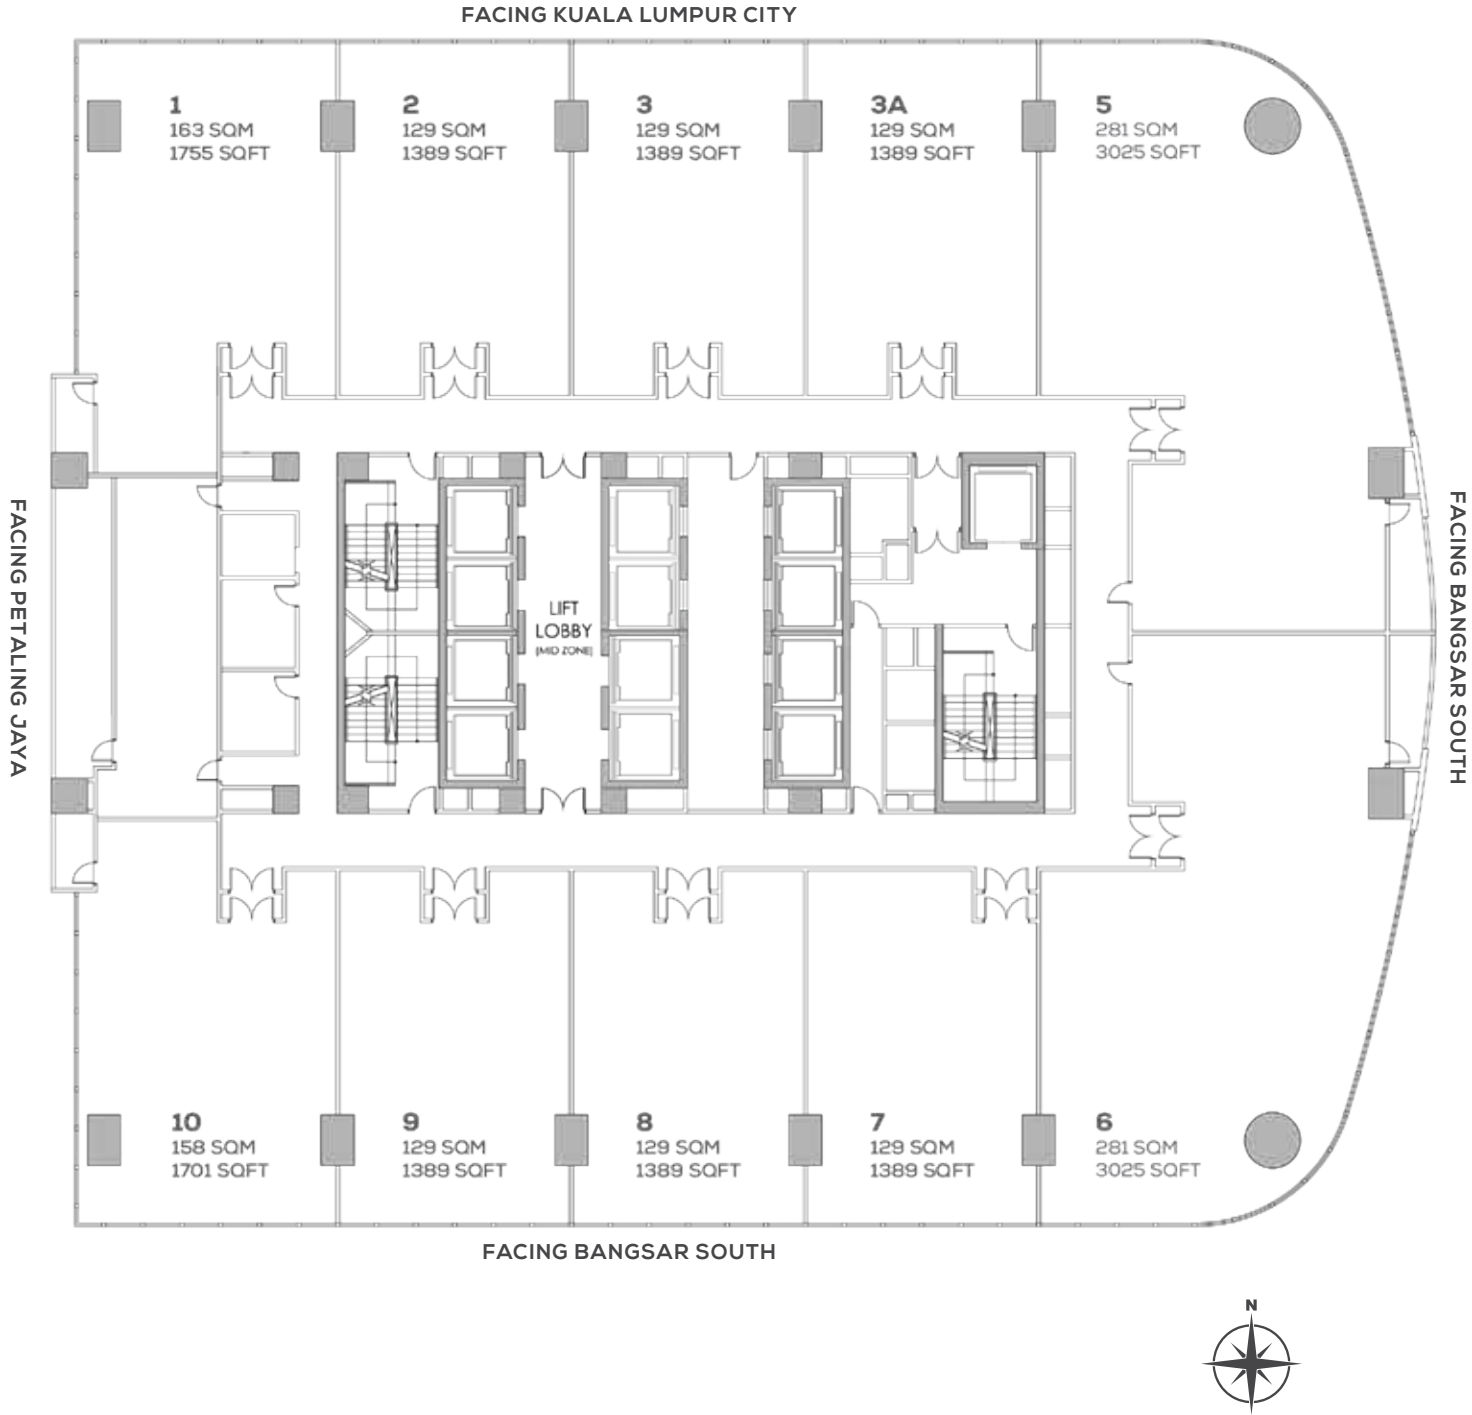 FACING KUALA LUMPUR CITY
1
163 SQM
1755 SQFT
2
129 SQM
1389 SQFT
3
129 SQM
1389 SQFT
3A
129 SQM
1389 SQFT
5
281 SQM
3025 SQFT
FACING PETALING JAYA
LIFT
LOBBY
(MID ZONE)
FACING BANGSAR SOUTH
10
158 SQM
1701 SQFT
9
129 SQM
1389 SQFT
8
129 SQM
1389 SQFT
7
129 SQM
1389 SQFT
6
281 SQM
3025 SQFT
FACING BANGSAR SOUTH
N